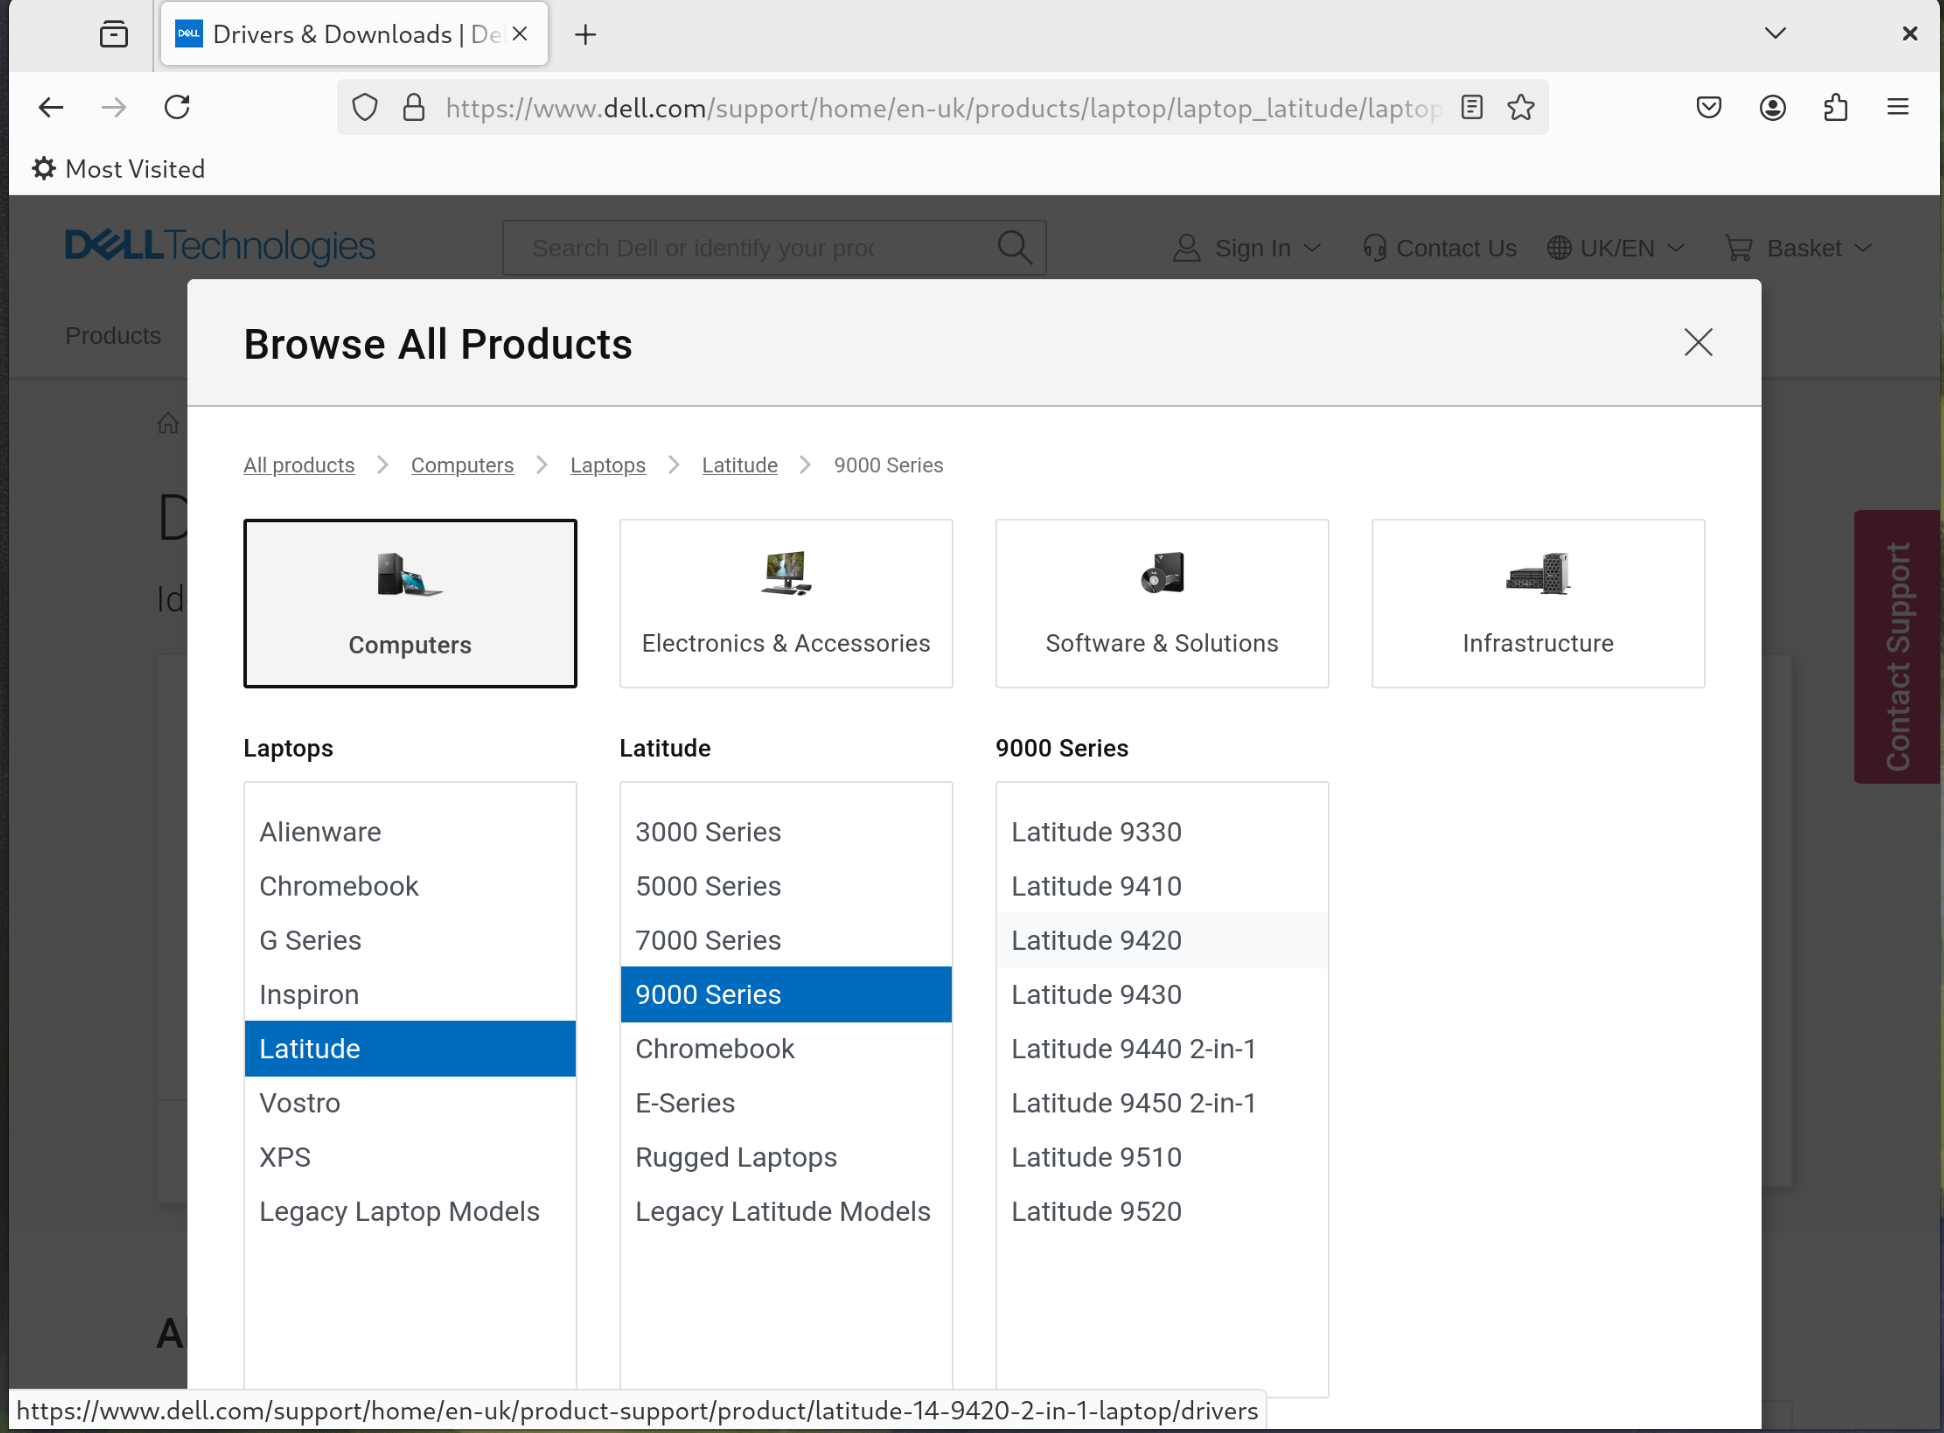 DELL
Drivers & Downloads | De
https://www.dell.com/support/home/en-uk/products/laptop/laptop_latitude/laptop
Most Visited
DELLTechnologies
Search Dell or identify your proc
Sign In
Contact Us
UK/EN
Basket
Products
Browse All Products
All products
Computers
Laptops
Latitude
9000 Series
D
Id
Computers
Electronics & Accessories
Software & Solutions
Infrastructure
Contact Support
Laptops
Alienware
Chromebook
G Series
Inspiron
Latitude
Vostro
XPS
Legacy Laptop Models
Latitude
3000 Series
5000 Series
7000 Series
9000 Series
Chromebook
E-Series
Rugged Laptops
Legacy Latitude Models
9000 Series
Latitude 9330
Latitude 9410
Latitude 9420
Latitude 9430
Latitude 9440 2-in-1
Latitude 9450 2-in-1
Latitude 9510
Latitude 9520
A
https://www.dell.com/support/home/en-uk/product-support/product/latitude-14-9420-2-in-1-laptop/drivers